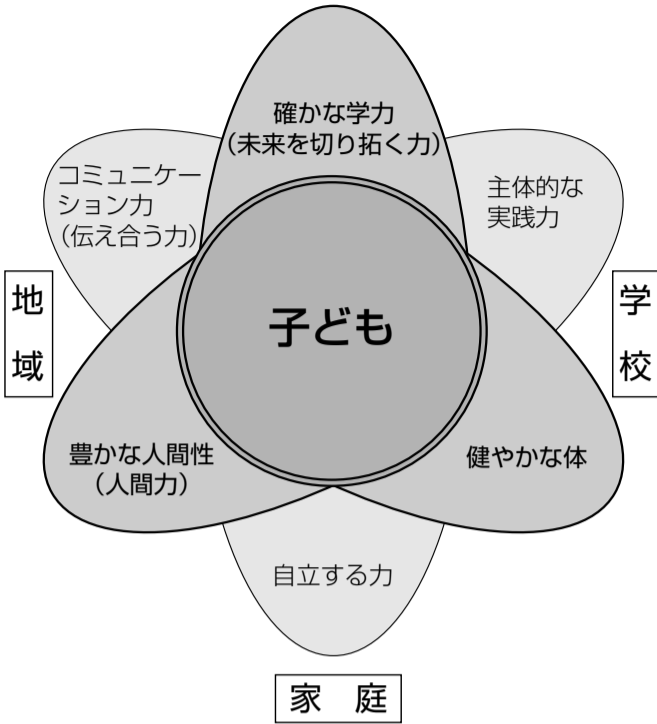 確かな学力
(未来を切り拓く力)
コミュニケー
ション力
(伝え合う力)
主体的な
実践力
地域
学校
子ども
豊かな人間性
(人間力)
健やかな体
自立する力
家 庭